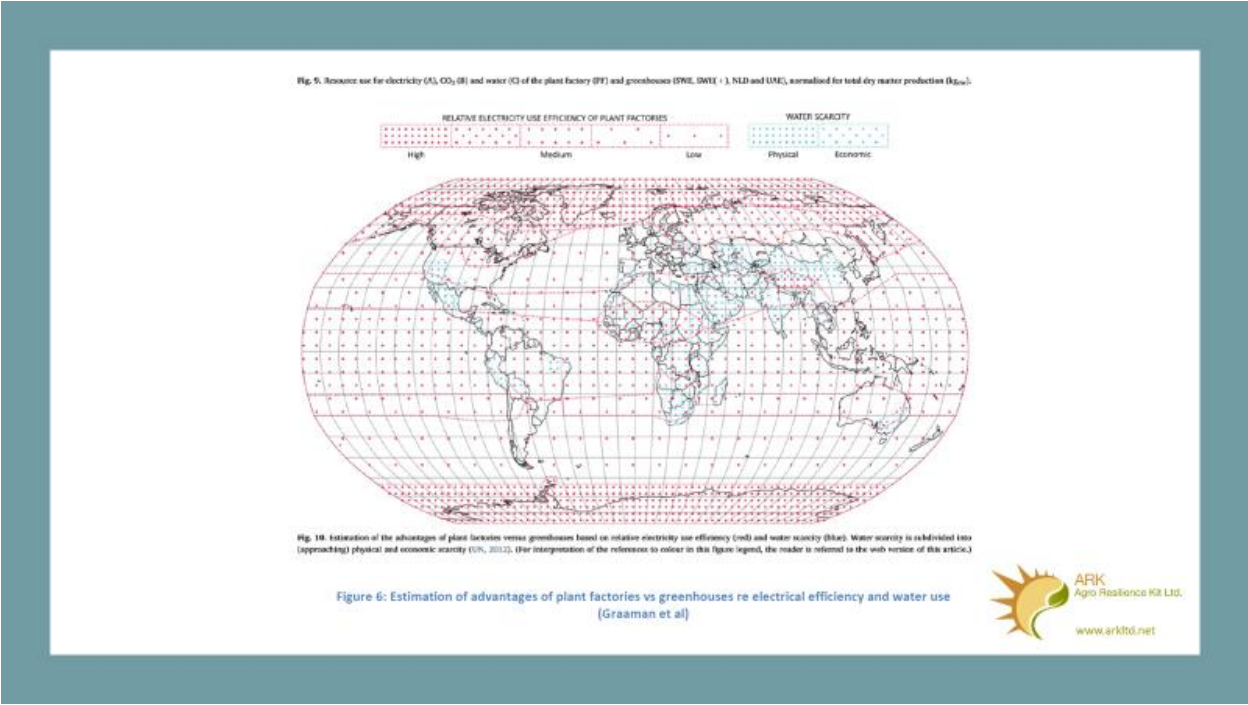 Fig. 9. Resource use for electricity (A), CO₂ (B) and water (C) of the plant factory (PF) and greenhouses (SWE, SWE(+), NLD and UAE), normalised for total dry matter production (kg
RELATIVE ELECTRICITY USE EFFICIENCY OF PLANT FACTORIES
WATER SCARCITY
High Medium Low Physical Economic
Fig. 10. Estimation of the advantages of plant factories versus greenhouses based on relative electricity use efficiency (red) and water scarcity (blue). Water scarcity is subdivided into
(approaching) physical and economic scarcity (UN, 2012). (For interpretation of the references to colour in this figure legend, the reader is referred to the web version of this article.)
Figure 6: Estimation of advantages of plant factories vs greenhouses re electrical efficiency and water use
(Graaman et al)
ARK
Agro Resilience Kit Ltd.
www.arkltd.net